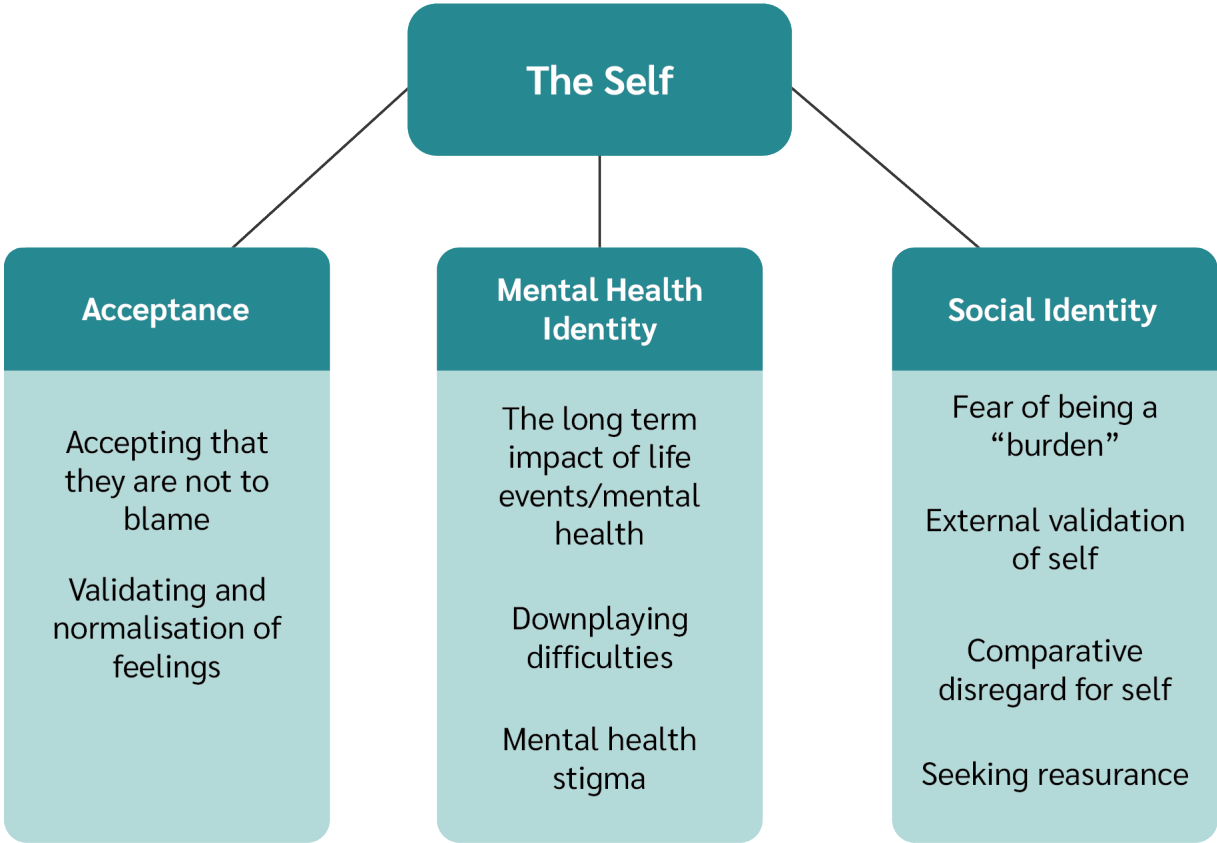 The Self
Acceptance
Accepting that
they are not to
blame
Validating and
normalisation of
feelings
Mental Health
Identity
The long term
impact of life
events/mental
health
Downplaying
difficulties
Mental health
stigma
Social Identity
Fear of being a
“burden”
External validation
of self
Comparative
disregard for self
Seeking reasurance